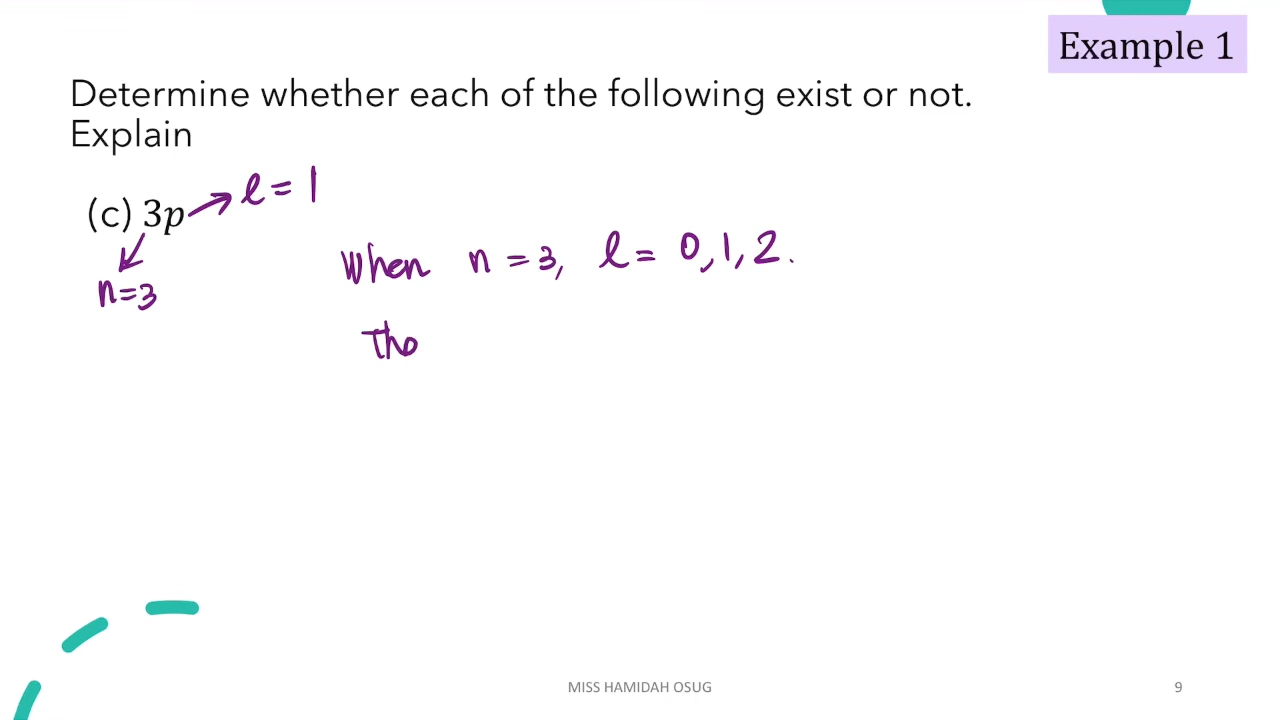 Example 1
Determine whether each of the following exist or not.
Explain
(c) 3p → l = 1
n=3
When n = 3, l = 0, 1, 2.
Tho
MISS HAMIDAH OSUG
9